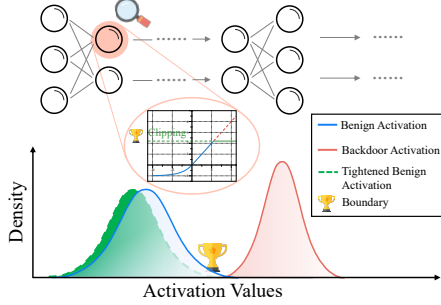 Clipping
Benign Activation
Backdoor Activation
Tightened Benign
Activation
Boundary
Density
Activation Values